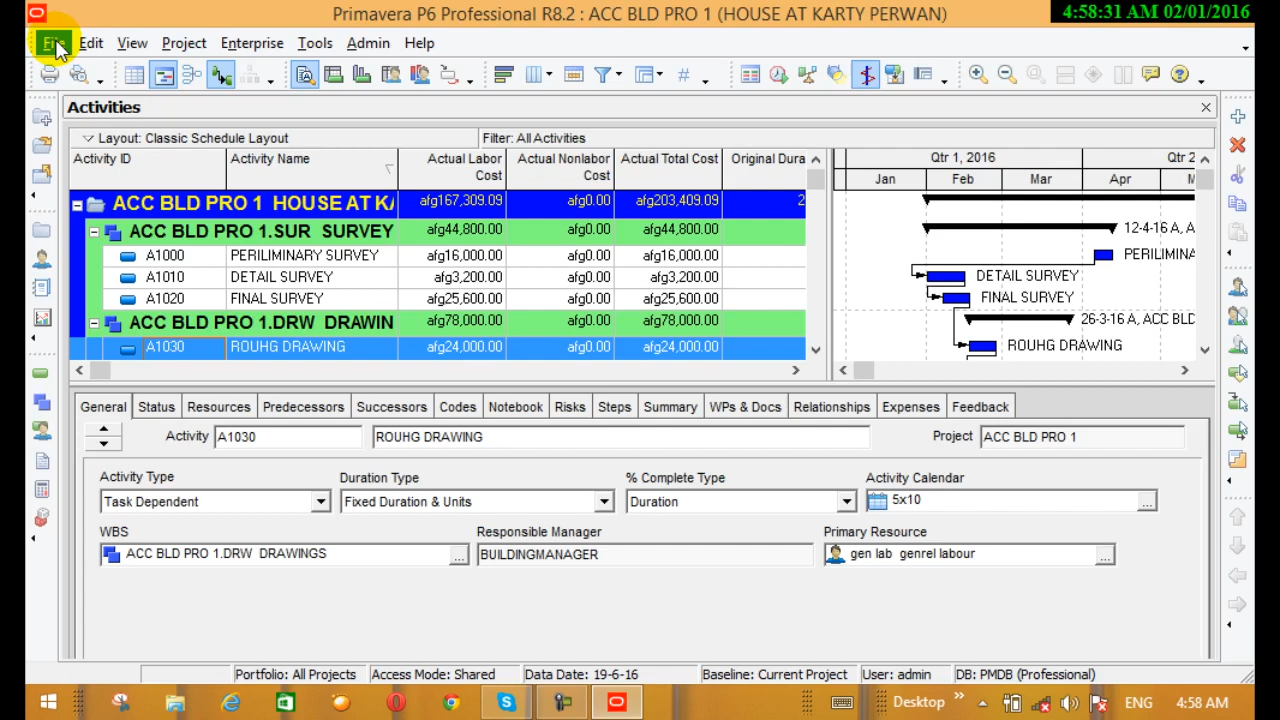 Primavera P6 Professional R8.2 : ACC BLD PRO 1 (HOUSE AT KARTY PERWAN)
4:58:31 AM 02/01/2016
File Edit View Project Enterprise Tools Admin Help
Activities
Layout: Classic Schedule Layout Filter: All Activities
Activity ID Activity Name Actual Labor Cost Actual Nonlabor Cost Actual Total Cost Original Dura
Qtr 1, 2016 Qtr 2
Jan Feb Mar Apr M
ACC BLD PRO 1 HOUSE AT KA afg167,309.09 afg0.00 afg203,409.09 2
ACC BLD PRO 1.SUR SURVEY afg44,800.00 afg0.00 afg44,800.00 12-4-16 A, A
A1000 PERILIMINARY SURVEY afg16,000.00 afg0.00 afg16,000.00 PERILIMINA
A1010 DETAIL SURVEY afg3,200.00 afg0.00 afg3,200.00 DETAIL SURVEY
A1020 FINAL SURVEY afg25,600.00 afg0.00 afg25,600.00 FINAL SURVEY
ACC BLD PRO 1.DRW DRAWIN afg78,000.00 afg0.00 afg78,000.00 26-3-16 A, ACC BLD
A1030 ROUHG DRAWING afg24,000.00 afg0.00 afg24,000.00 ROUHG DRAWING
General Status Resources Predecessors Successors Codes Notebook Risks Steps Summary WPs & Docs Relationships Expenses Feedback
Activity A1030 ROUHG DRAWING Project ACC BLD PRO 1
Activity Type Duration Type % Complete Type Activity Calendar
Task Dependent Fixed Duration & Units Duration 5x10
WBS Responsible Manager Primary Resource
ACC BLD PRO 1.DRW DRAWINGS BUILDINGMANAGER gen lab genrel labour
Portfolio: All Projects Access Mode: Shared Data Date: 19-6-16 Baseline: Current Project User: admin DB: PMDB (Professional)
Desktop ENG 4:58 AM